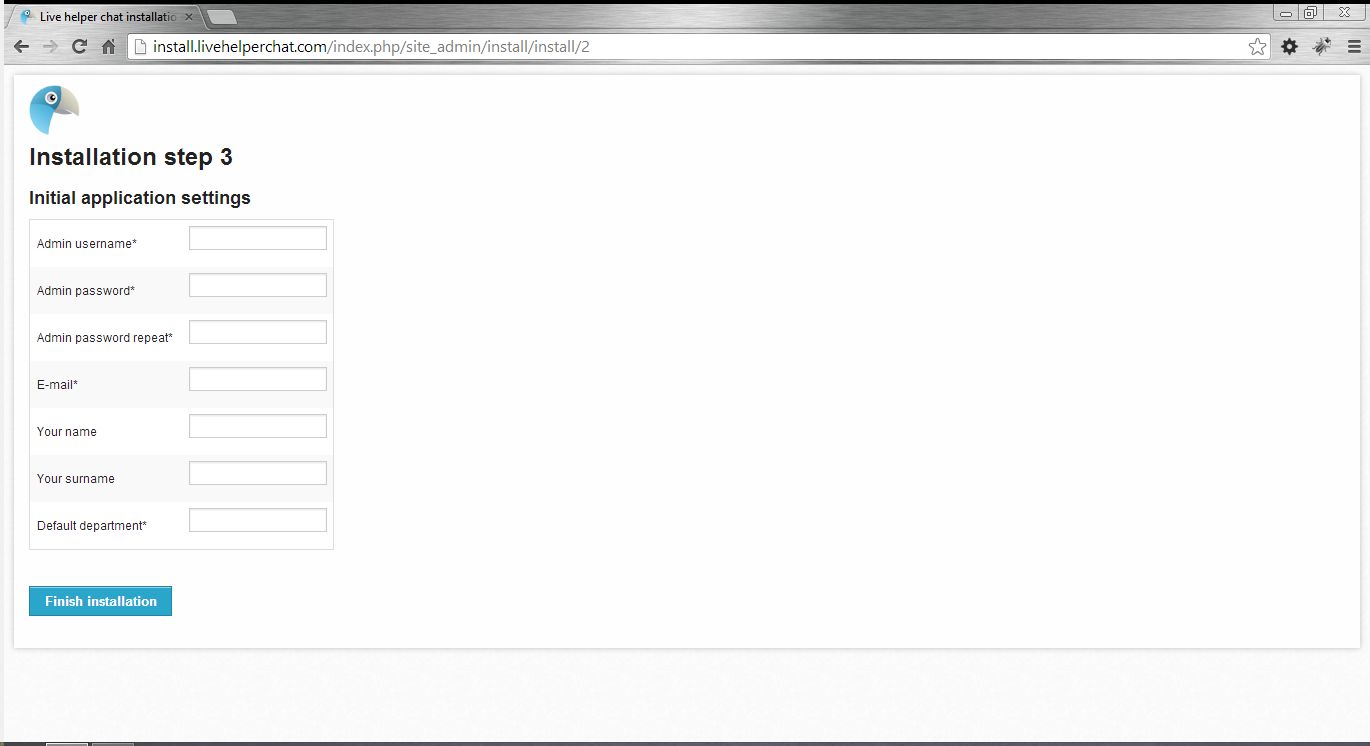 Live helper chat installatio
install.livehelperchat.com/index.php/site_admin/install/install/2
Installation step 3
Initial application settings
Admin username*
Admin password*
Admin password repeat*
E-mail*
Your name
Your surname
Default department*
Finish installation